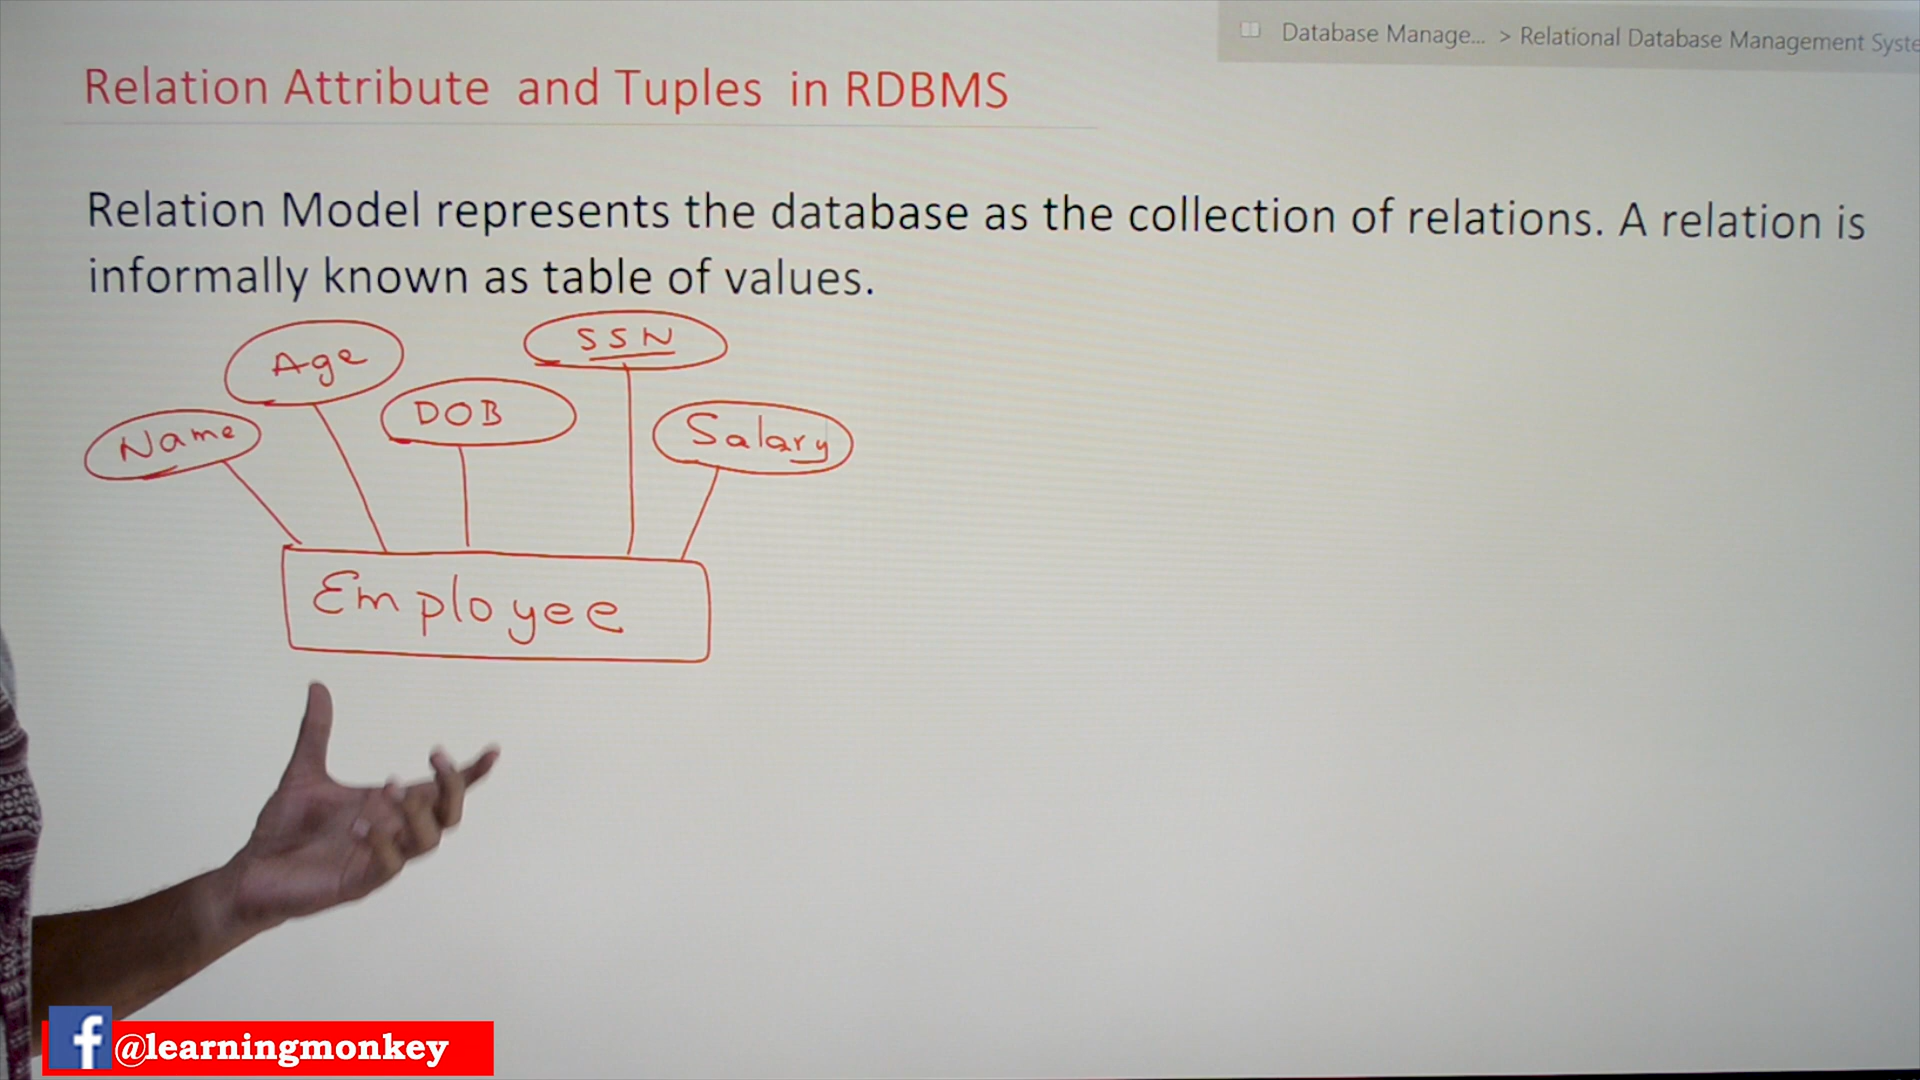 Database Manage... > Relational Database Management Syste
Relation Attribute and Tuples in RDBMS
Relation Model represents the database as the collection of relations. A relation is
informally known as table of values.
SSN
Age
DOB
Salary
Name
Employee
f @learningmonkey